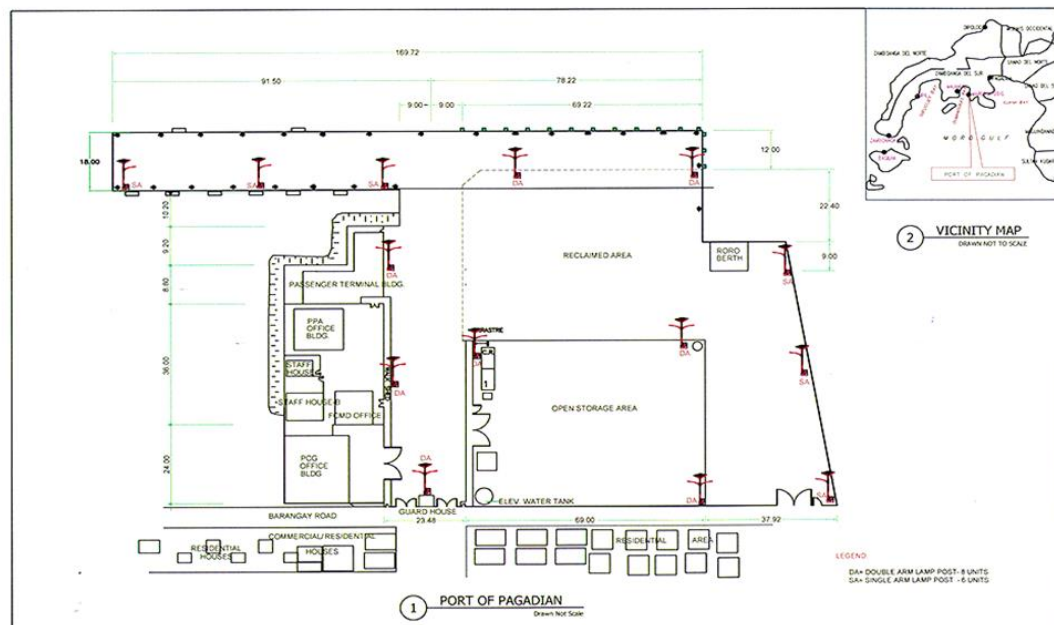 169.72
91.50
78.22
9.00
9.00
69.22
18.00
12.00
SA
SA
SA
DA
DA
10.20
22.40
9.20
DA
RECLAIMED AREA
RORO
BERTH
9.00
SA
8.80
PASSENGER TERMINAL BLDG.
PPA
OFFICE
BLDG.
DA
DA
36.00
STAFF
HOUSE
DA
SA
STAFF HOUSE-B
FCMD OFFICE
OPEN STORAGE AREA
C.R.
1
24.00
PCG
OFFICE
BLDG
DA
DA
SA
ELEV. WATER TANK
GUARD HOUSE
BARANGAY ROAD
23.48
69.00
37.92
COMMERCIAL/RESIDENTIAL
HOUSES
RESIDENTIAL
HOUSES
RESIDENTIAL AREA
LEGEND:
DA= DOUBLE ARM LAMP POST- 8 UNITS
SA= SINGLE ARM LAMP POST - 6 UNITS
1 PORT OF PAGADIAN
Drawn Not Scale
DIPOLOG
ZAMBOANGA DEL NORTE
ZAMBOANGA DEL SUR
MORO GULF
PORT OF PAGADIAN
2 VICINITY MAP
DRAWN NOT TO SCALE